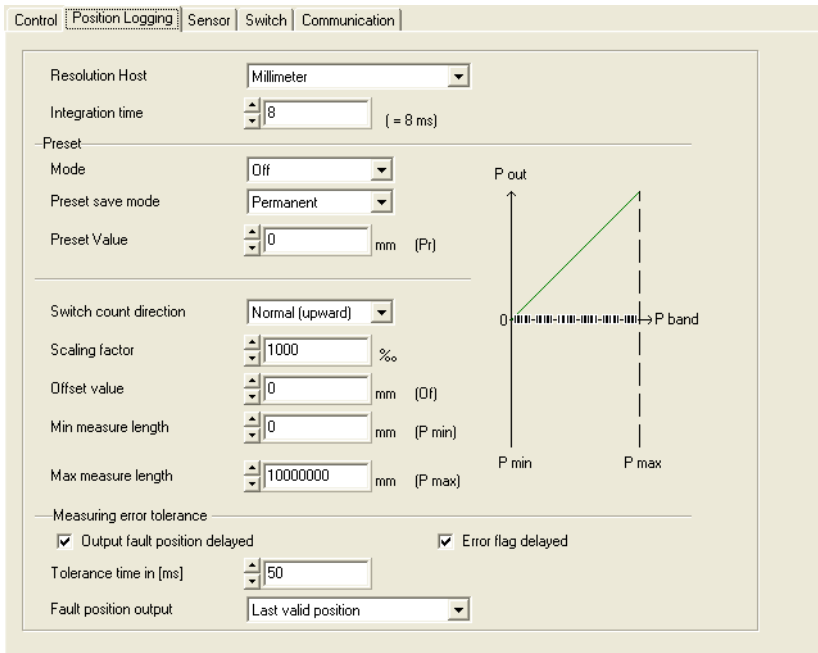 Control Position Logging Sensor Switch Communication
Resolution Host Millimeter
Integration time 8 ( = 8 ms)
Preset
Mode Off
Preset save mode Permanent
Preset Value 0 mm (Pr)
Switch count direction Normal (upward)
Scaling factor 1000 ‰
Offset value 0 mm (Of)
Min measure length 0 mm (P min)
Max measure length 10000000 mm (P max)
P out
0 P band
P min P max
Measuring error tolerance
Output fault position delayed Error flag delayed
Tolerance time in [ms] 50
Fault position output Last valid position